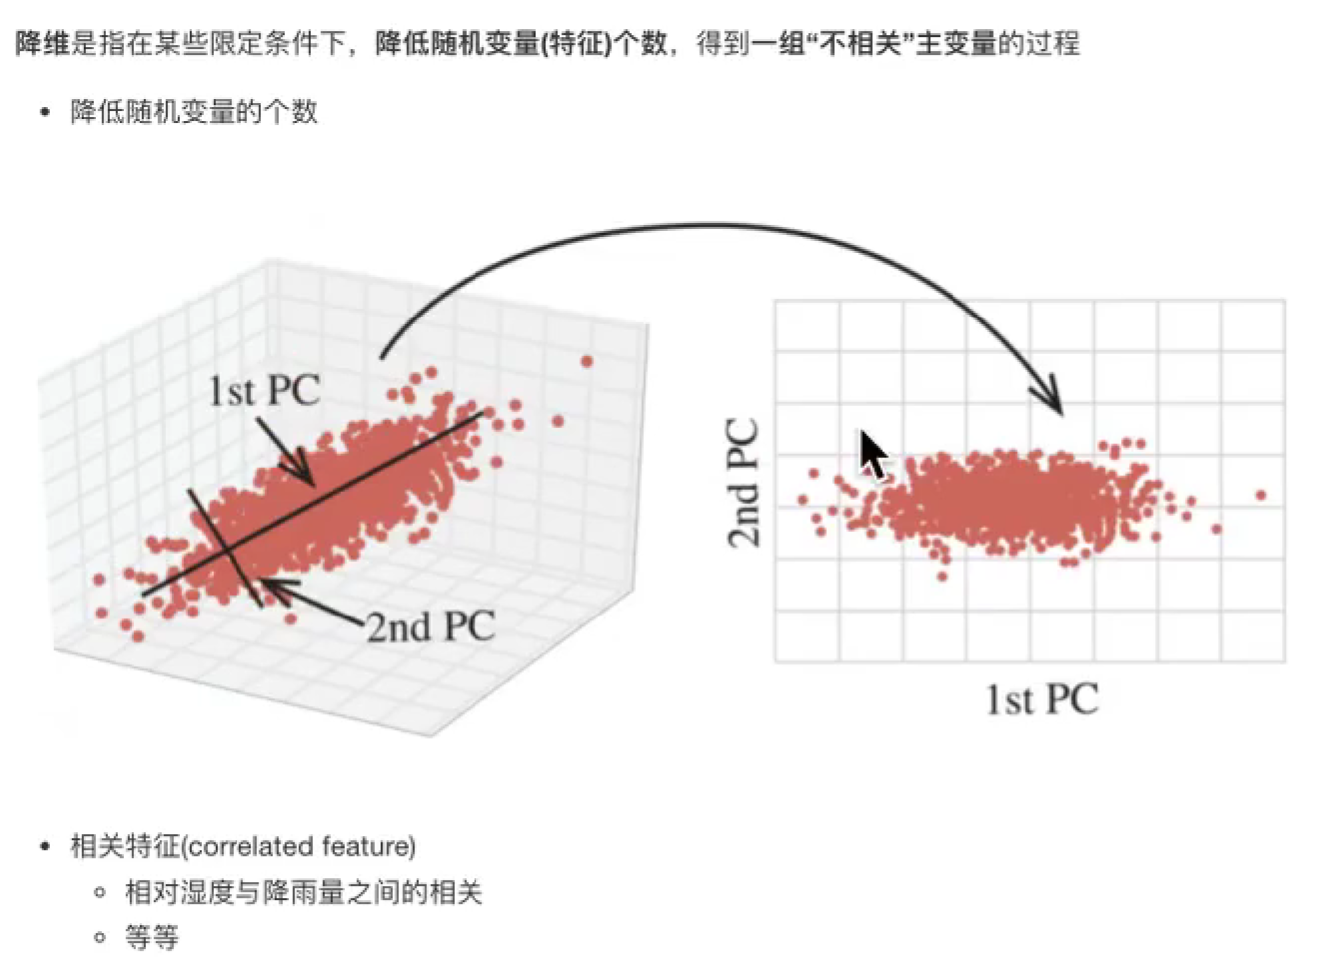 降维是指在某些限定条件下，降低随机变量(特征)个数，得到一组“不相关”主变量的过程
• 降低随机变量的个数
1st PC
2nd PC
2nd PC
1st PC
• 相关特征(correlated feature)
◦ 相对湿度与降雨量之间的相关
◦ 等等